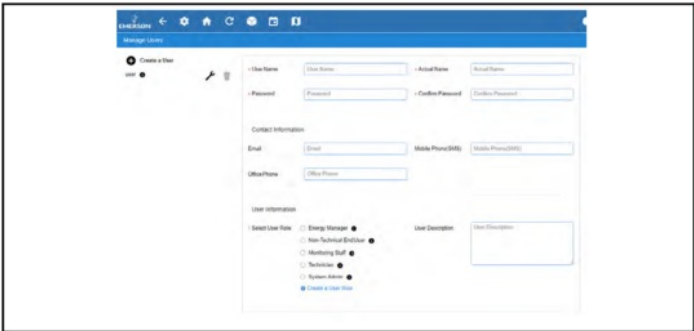 EMERSON
Manage Users
Create a User
user
* User Name
User Name
* Actual Name
Actual Name
* Password
Password
* Confirm Password
Confirm Password
Contact Information
Email
Email
Mobile Phone(SMS)
Mobile Phone(SMS)
Office Phone
Office Phone
User Information
* Select User Role
Energy Manager
Non-Technical EndUser
Monitoring Staff
Technician
System Admin
Create a User Role
User Description
User Description